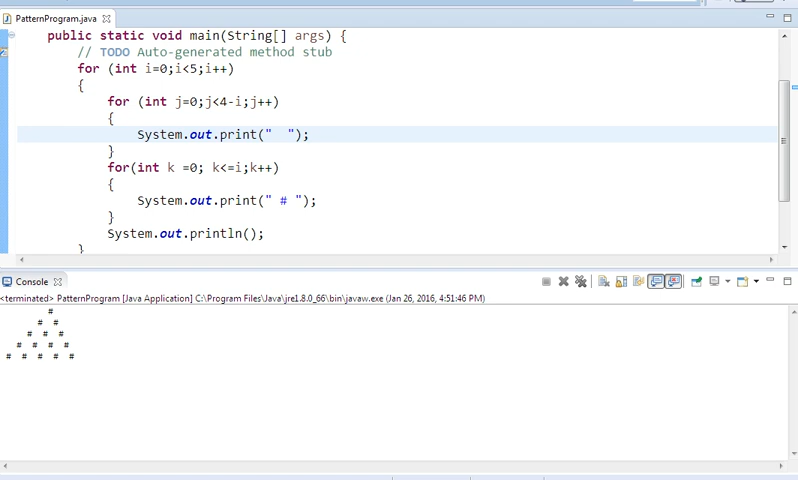 PatternProgram.java
public static void main(String[] args) {
// TODO Auto-generated method stub
for (int i=0;i<5;i++)
{
for (int j=0;j<4-i;j++)
{
System.out.print("  ");
}
for(int k =0; k<=i;k++)
{
System.out.print(" # ");
}
System.out.println();
}
Console
<terminated> PatternProgram [Java Application] C:\Program Files\Java\jre1.8.0_66\bin\javaw.exe (Jan 26, 2016, 4:51:46 PM)
#
# #
# # #
# # # #
# # # # #